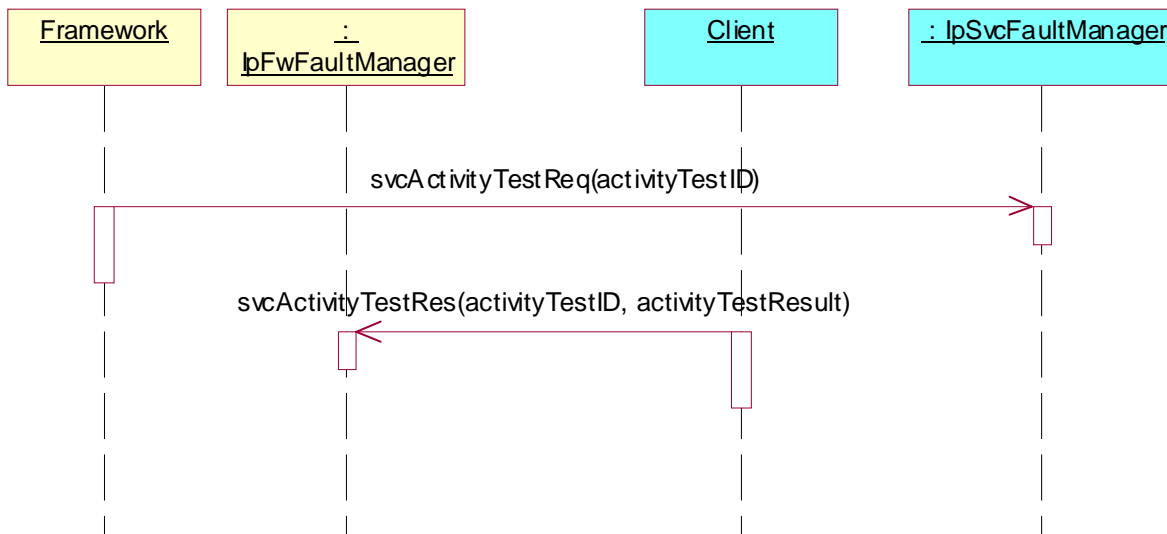 Framework
:
IpFwFaultManager
Client
: IpSvcFaultManager
svcActivityTestReq(activityTestID)
svcActivityTestRes(activityTestID, activityTestResult)